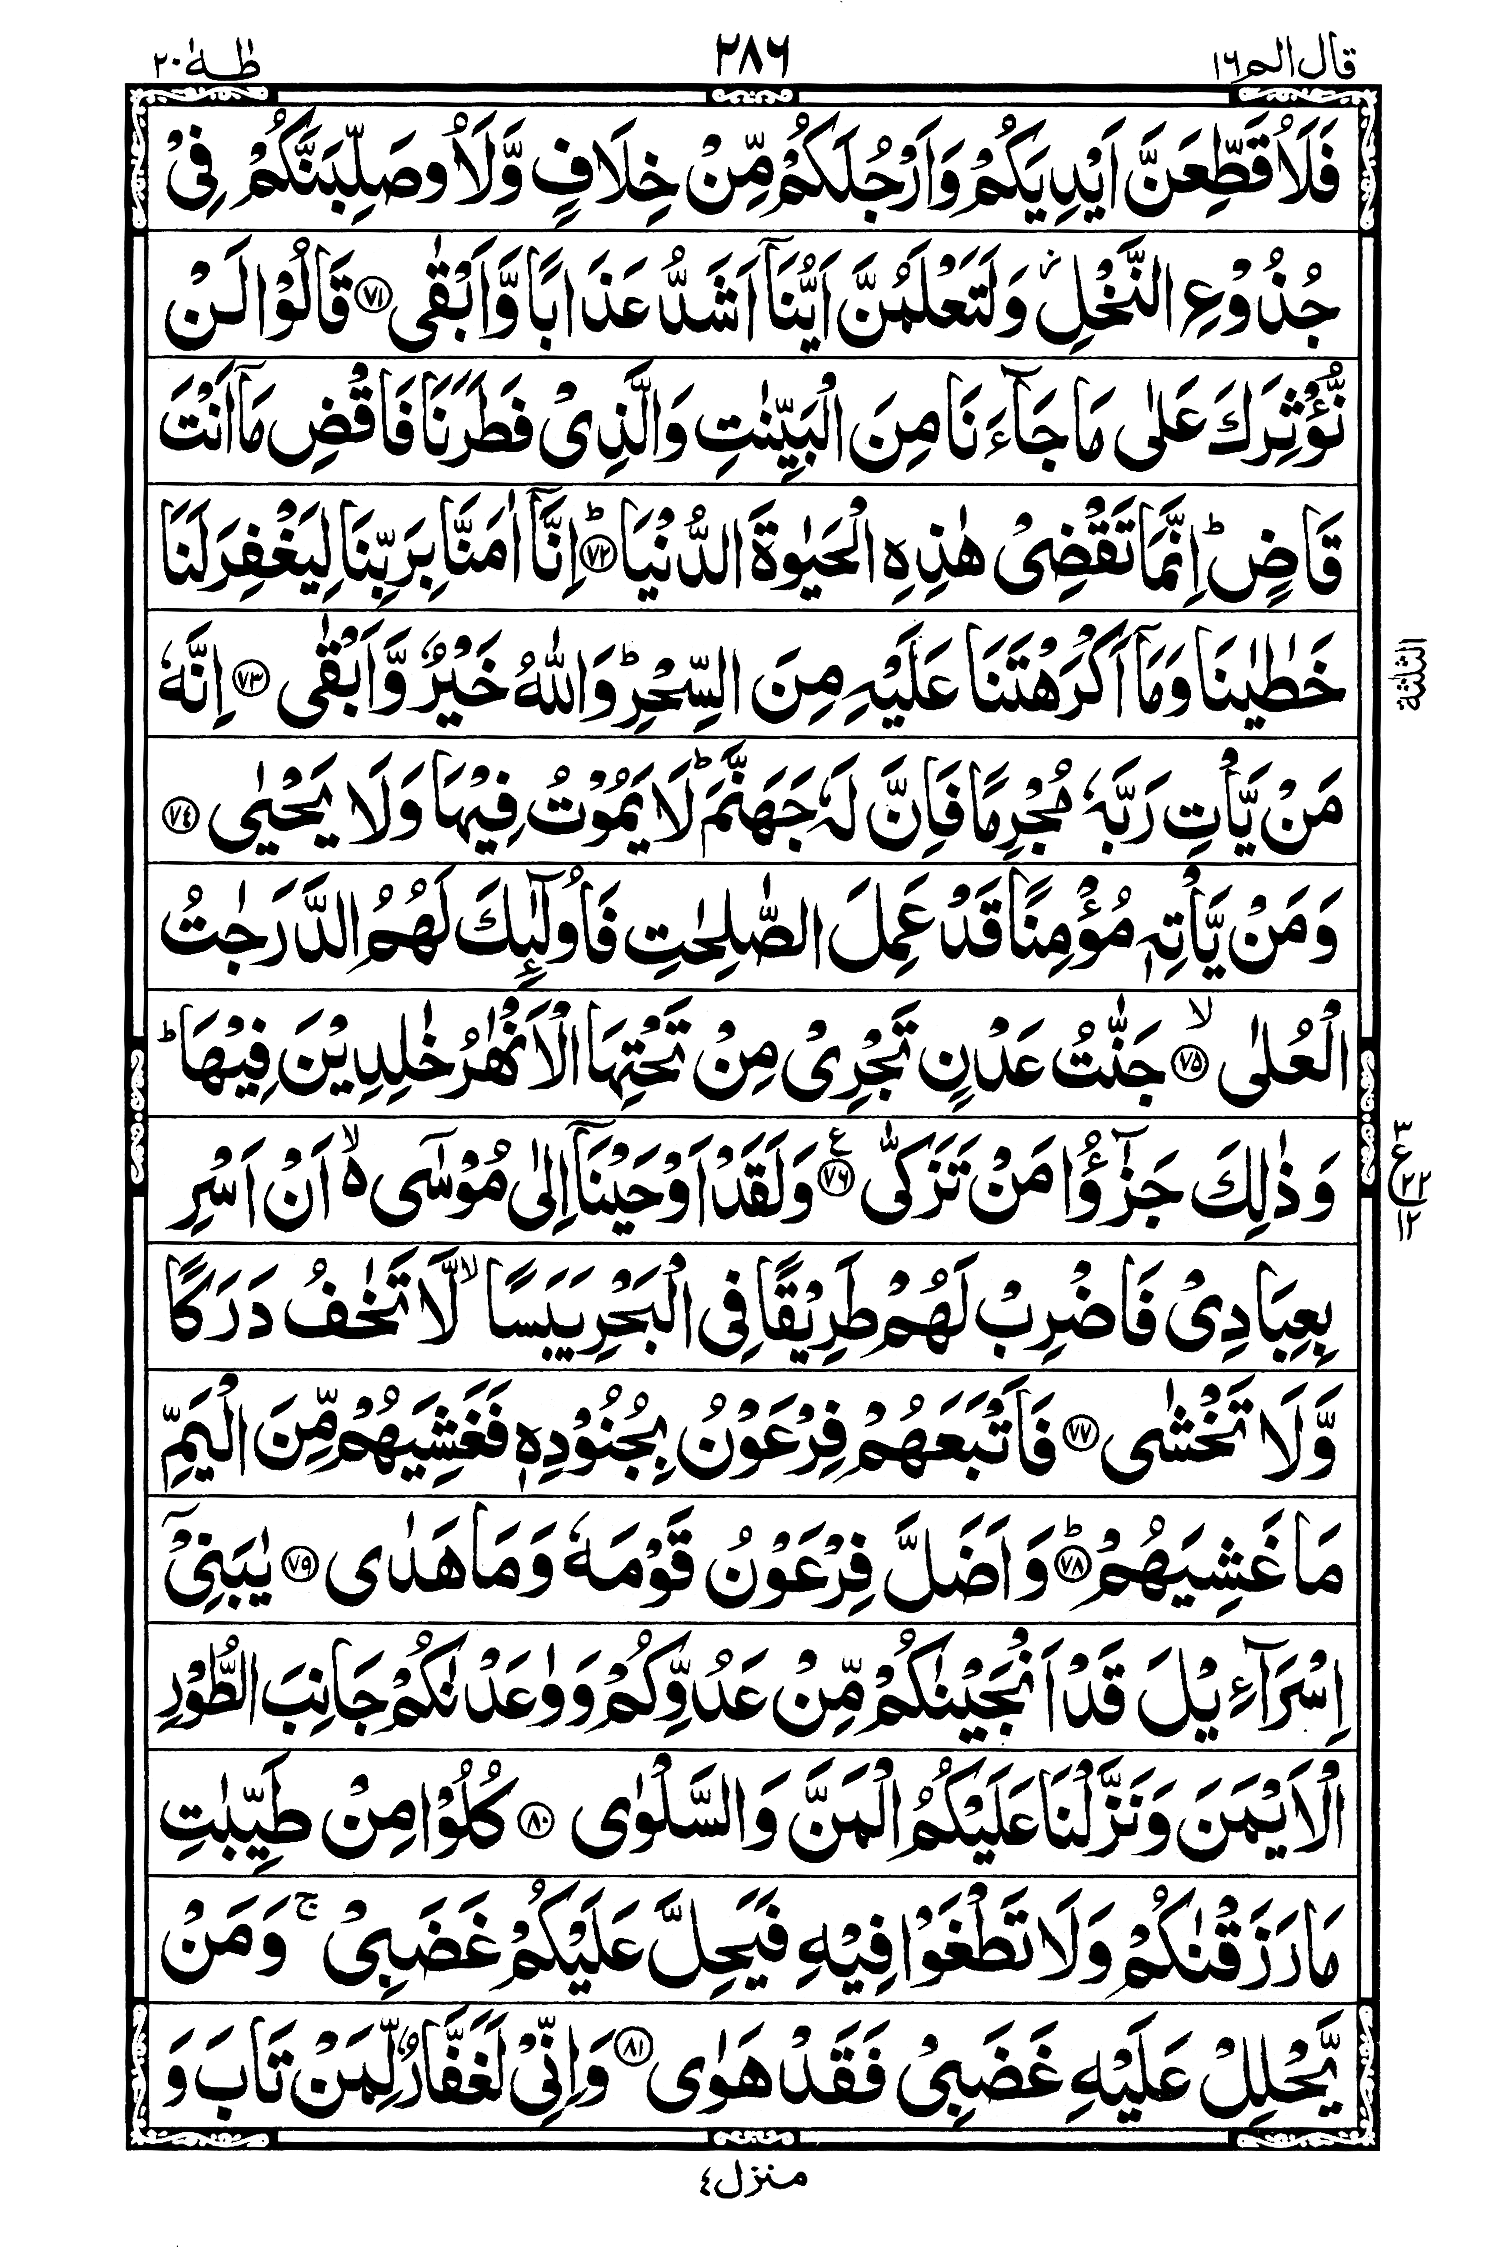 قال الم ١٦
٢٨٦
طٰهٰ ٢٠
فَلَاُقَطِّعَنَّ اَيْدِيَكُمْ وَاَرْجُلَكُمْ مِّنْ خِلَافٍ وَّلَاُوصَلِّبَنَّكُمْ فِىْ
جُذُوْعِ النَّخْلِ ز وَلَتَعْلَمُنَّ اَيُّنَآ اَشَدُّ عَذَابًا وَّاَبْقٰى ﴿٧١﴾ قَالُوْا لَنْ
نُّؤْثِرَكَ عَلٰى مَا جَآءَنَا مِنَ الْبَيِّنٰتِ وَالَّذِىْ فَطَرَنَا فَاقْضِ مَآ اَنْتَ
قَاضٍ ؕ اِنَّمَا تَقْضِىْ هٰذِهِ الْحَيٰوةَ الدُّنْيَا ﴿٧٢﴾ ؕ اِنَّآ اٰمَنَّا بِرَبِّنَا لِيَغْفِرَ لَنَا
خَطٰيٰنَا وَمَآ اَكْرَهْتَنَا عَلَيْهِ مِنَ السِّحْرِ ؕ وَاللّٰهُ خَيْرٌ وَّاَبْقٰى ﴿٧٣﴾ اِنَّهٗ
الثلثة
مَنْ يَّاْتِ رَبَّهٗ مُجْرِمًا فَاِنَّ لَهٗ جَهَنَّمَ ؕ لَا يَمُوْتُ فِيْهَا وَلَا يَحْيٰى ﴿٧٤﴾
وَمَنْ يَّاْتِهٖ مُؤْمِنًا قَدْ عَمِلَ الصّٰلِحٰتِ فَاُولٰٓئِكَ لَهُمُ الدَّرَجٰتُ
الْعُلٰى ﴿٧٥﴾ ۙ جَنّٰتُ عَدْنٍ تَجْرِىْ مِنْ تَحْتِهَا الْاَنْهٰرُ خٰلِدِيْنَ فِيْهَا ؕ
وَذٰلِكَ جَزٰٓؤُا مَنْ تَزَكّٰى ﴿٧٦﴾ ع وَلَقَدْ اَوْحَيْنَآ اِلٰى مُوْسٰٓى ۙ٥ اَنْ اَسْرِ
٣
ع
٢٢
١٢
بِعِبَادِىْ فَاضْرِبْ لَهُمْ طَرِيْقًا فِى الْبَحْرِ يَبَسًا ۙ لَّا تَخٰفُ دَرَكًا
وَّلَا تَخْشٰى ﴿٧٧﴾ فَاَتْبَعَهُمْ فِرْعَوْنُ بِجُنُوْدِهٖ فَغَشِيَهُمْ مِّنَ الْيَمِّ
مَا غَشِيَهُمْ ﴿٧٨﴾ ؕ وَاَضَلَّ فِرْعَوْنُ قَوْمَهٗ وَمَا هَدٰى ﴿٧٩﴾ يٰبَنِىْٓ
اِسْرَآءِيْلَ قَدْ اَنْجَيْنٰكُمْ مِّنْ عَدُوِّكُمْ وَوٰعَدْنٰكُمْ جَانِبَ الطُّوْرِ
الْاَيْمَنَ وَنَزَّلْنَا عَلَيْكُمُ الْمَنَّ وَالسَّلْوٰى ﴿٨٠﴾ كُلُوْا مِنْ طَيِّبٰتِ
مَا رَزَقْنٰكُمْ وَلَا تَطْغَوْا فِيْهِ فَيَحِلَّ عَلَيْكُمْ غَضَبِىْ ۚ وَمَنْ
يَّحْلِلْ عَلَيْهِ غَضَبِىْ فَقَدْ هَوٰى ﴿٨١﴾ وَاِنِّىْ لَغَفَّارٌ لِّمَنْ تَابَ وَ
منزل ٤